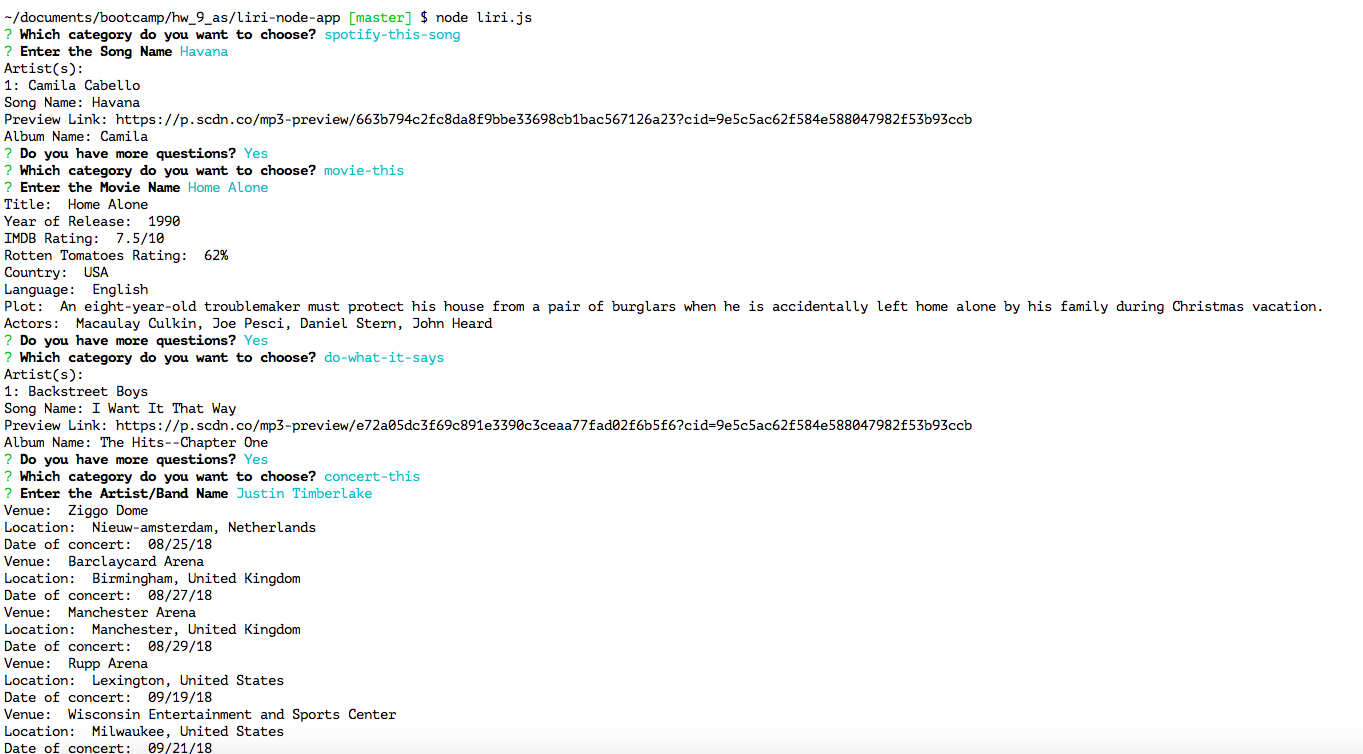 ~/documents/bootcamp/hw_9_as/liri-node-app [master] $ node liri.js
? Which category do you want to choose? spotify-this-song
? Enter the Song Name Havana
Artist(s):
1: Camila Cabello
Song Name: Havana
Preview Link: https://p.scdn.co/mp3-preview/663b794c2fc8da8f9bbe33698cb1bac567126a23?cid=9e5c5ac62f584e588047982f53b93ccb
Album Name: Camila
? Do you have more questions? Yes
? Which category do you want to choose? movie-this
? Enter the Movie Name Home Alone
Title:  Home Alone
Year of Release:  1990
IMDB Rating:  7.5/10
Rotten Tomatoes Rating:  62%
Country:  USA
Language:  English
Plot:  An eight-year-old troublemaker must protect his house from a pair of burglars when he is accidentally left home alone by his family during Christmas vacation.
Actors:  Macaulay Culkin, Joe Pesci, Daniel Stern, John Heard
? Do you have more questions? Yes
? Which category do you want to choose? do-what-it-says
Artist(s):
1: Backstreet Boys
Song Name: I Want It That Way
Preview Link: https://p.scdn.co/mp3-preview/e72a05dc3f69c891e3390c3ceaa77fad02f6b5f6?cid=9e5c5ac62f584e588047982f53b93ccb
Album Name: The Hits--Chapter One
? Do you have more questions? Yes
? Which category do you want to choose? concert-this
? Enter the Artist/Band Name Justin Timberlake
Venue:  Ziggo Dome
Location:  Nieuw-amsterdam, Netherlands
Date of concert:  08/25/18
Venue:  Barclaycard Arena
Location:  Birmingham, United Kingdom
Date of concert:  08/27/18
Venue:  Manchester Arena
Location:  Manchester, United Kingdom
Date of concert:  08/29/18
Venue:  Rupp Arena
Location:  Lexington, United States
Date of concert:  09/19/18
Venue:  Wisconsin Entertainment and Sports Center
Location:  Milwaukee, United States
Date of concert:  09/21/18